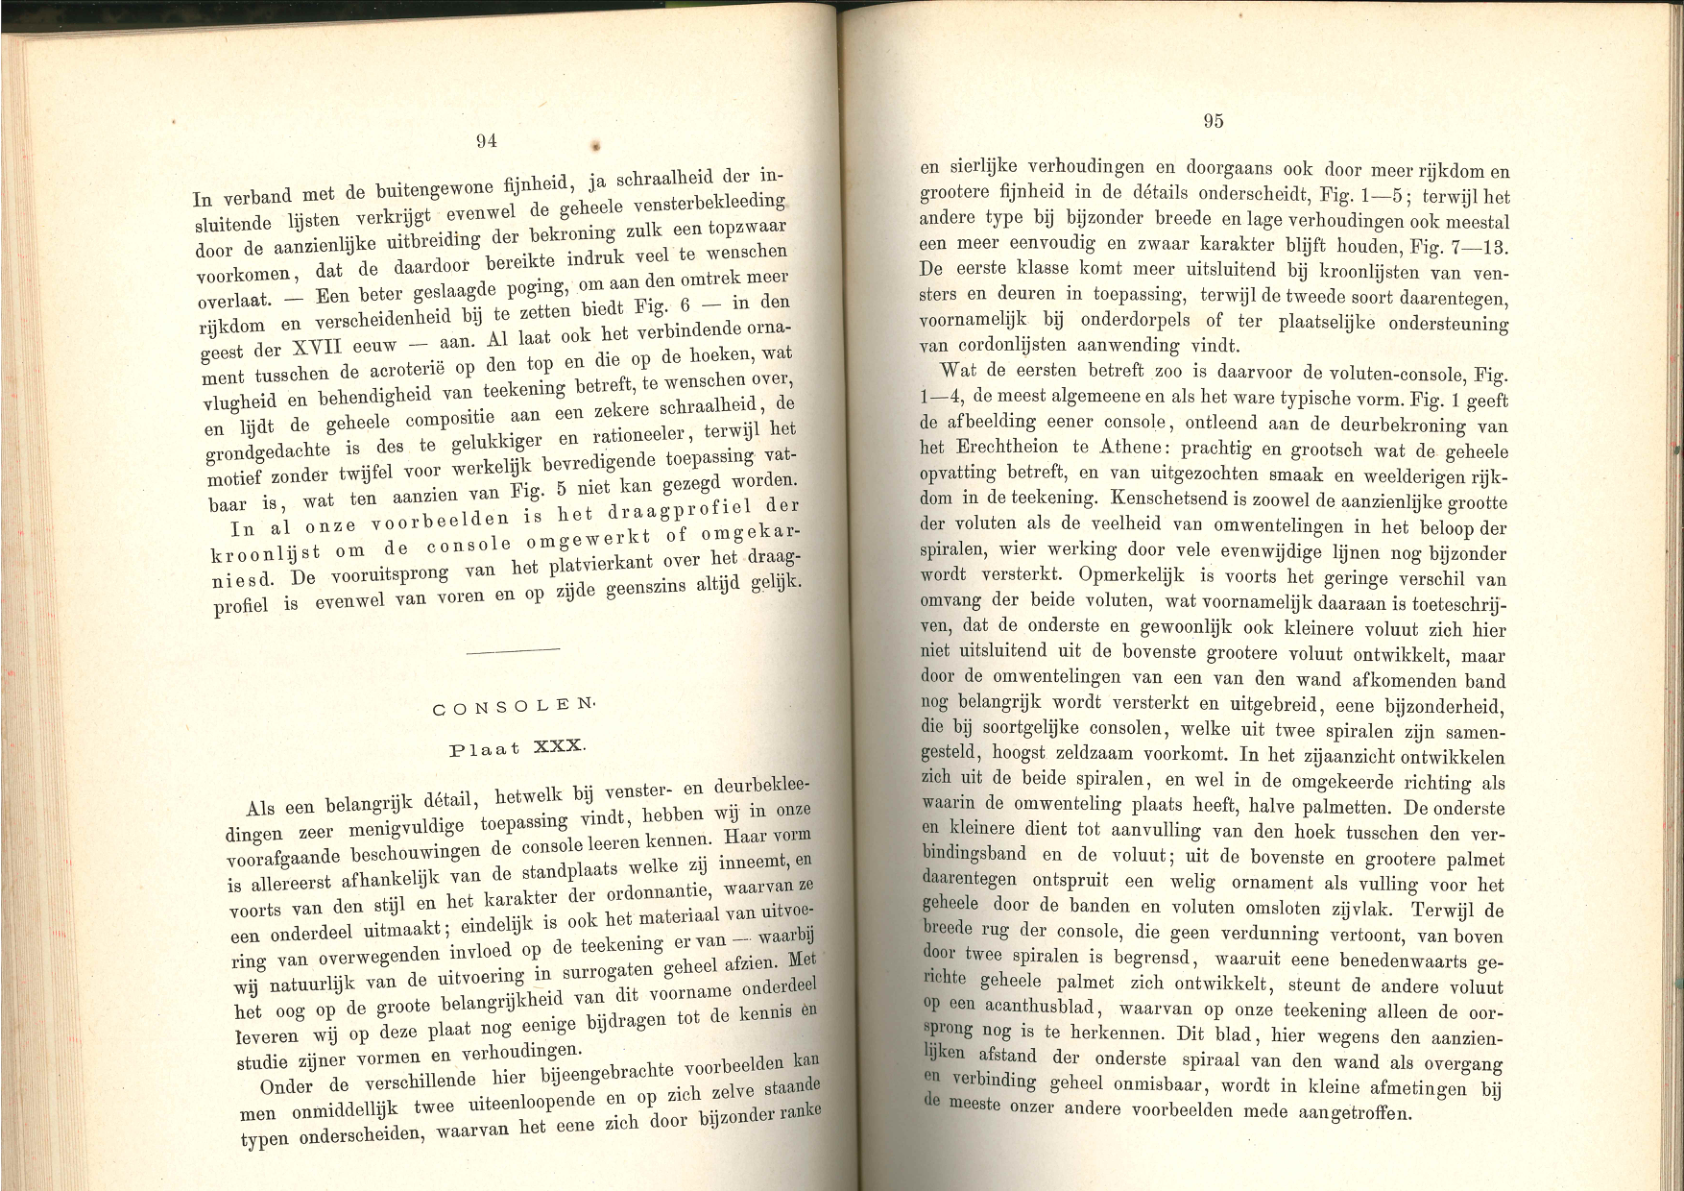 94
In verband met de buitengewone fijnheid, ja schraalheid der in-
sluitende lijsten verkrijgt evenwel de geheele vensterbekleeding
door de aanzienlijke uitbreiding der bekroning zulk een topzwaar
voorkomen, dat de daardoor bereikte indruk veel te wenschen
overlaat. — Een beter geslaagde poging, om aan den omtrek meer
rijkdom en verscheidenheid bij te zetten biedt Fig. 6 — in den
geest der XVII eeuw — aan. Al laat ook het verbindende orna-
ment tusschen de acroterië op den top en die op de hoeken, wat
vlugheid en behendigheid van teekening betreft, te wenschen over,
en lijdt de geheele compositie aan een zekere schraalheid, de
grondgedachte is des te gelukkiger en rationeeler, terwijl het
motief zonder twijfel voor werkelijk bevredigende toepassing vat-
baar is, wat ten aanzien van Fig. 5 niet kan gezegd worden.
In al onze voorbeelden is het draagprofiel der
kroonlijst om de console omgewerkt of omgekar-
niesd. De vooruitsprong van het platvierkant over het draag-
profiel is evenwel van voren en op zijde geenszins altijd gelijk.
CONSOLEN.
Plaat XXX.
Als een belangrijk détail, hetwelk bij venster- en deurbeklee-
dingen zeer menigvuldige toepassing vindt, hebben wij in onze
voorafgaande beschouwingen de console leeren kennen. Haar vorm
is allereerst afhankelijk van de standplaats welke zij inneemt, en
voorts van den stijl en het karakter der ordonnantie, waarvan ze
een onderdeel uitmaakt; eindelijk is ook het materiaal van uitvoe-
ring van overwegenden invloed op de teekening er van — waarbij
wij natuurlijk van de uitvoering in surrogaten geheel afzien. Met
het oog op de groote belangrijkheid van dit voorname onderdeel
leveren wij op deze plaat nog eenige bijdragen tot de kennis en
studie zijner vormen en verhoudingen.
Onder de verschillende hier bijeengebrachte voorbeelden kan
men onmiddellijk twee uiteenloopende en op zich zelve staande
typen onderscheiden, waarvan het eene zich door bijzonder ranke
95
en sierlijke verhoudingen en doorgaans ook door meer rijkdom en
grootere fijnheid in de détails onderscheidt, Fig. 1—5; terwijl het
andere type bij bijzonder breede en lage verhoudingen ook meestal
een meer eenvoudig en zwaar karakter blijft houden, Fig. 7—13.
De eerste klasse komt meer uitsluitend bij kroonlijsten van ven-
sters en deuren in toepassing, terwijl de tweede soort daarentegen,
voornamelijk bij onderdorpels of ter plaatselijke ondersteuning
van cordonlijsten aanwending vindt.
Wat de eersten betreft zoo is daarvoor de voluten-console, Fig.
1—4, de meest algemeene en als het ware typische vorm. Fig. 1 geeft
de afbeelding eener console, ontleend aan de deurbekroning van
het Erechtheion te Athene: prachtig en grootsch wat de geheele
opvatting betreft, en van uitgezochten smaak en weelderigen rijk-
dom in de teekening. Kenschetsend is zoowel de aanzienlijke grootte
der voluten als de veelheid van omwentelingen in het beloop der
spiralen, wier werking door vele evenwijdige lijnen nog bijzonder
wordt versterkt. Opmerkelijk is voorts het geringe verschil van
omvang der beide voluten, wat voornamelijk daaraan is toeteschrij-
ven, dat de onderste en gewoonlijk ook kleinere voluut zich hier
niet uitsluitend uit de bovenste grootere voluut ontwikkelt, maar
door de omwentelingen van een van den wand afkomenden band
nog belangrijk wordt versterkt en uitgebreid, eene bijzonderheid,
die bij soortgelijke consolen, welke uit twee spiralen zijn samen-
gesteld, hoogst zeldzaam voorkomt. In het zijaanzicht ontwikkelen
zich uit de beide spiralen, en wel in de omgekeerde richting als
waarin de omwenteling plaats heeft, halve palmetten. De onderste
en kleinere dient tot aanvulling van den hoek tusschen den ver-
bindingsband en de voluut; uit de bovenste en grootere palmet
daarentegen ontspruit een welig ornament als vulling voor het
geheele door de banden en voluten omsloten zijvlak. Terwijl de
breede rug der console, die geen verdunning vertoont, van boven
door twee spiralen is begrensd, waaruit eene benedenwaarts ge-
richte geheele palmet zich ontwikkelt, steunt de andere voluut
op een acanthusblad, waarvan op onze teekening alleen de oor-
sprong nog is te herkennen. Dit blad, hier wegens den aanzien-
lijken afstand der onderste spiraal van den wand als overgang
en verbinding geheel onmisbaar, wordt in kleine afmetingen bij
de meeste onzer andere voorbeelden mede aangetroffen.